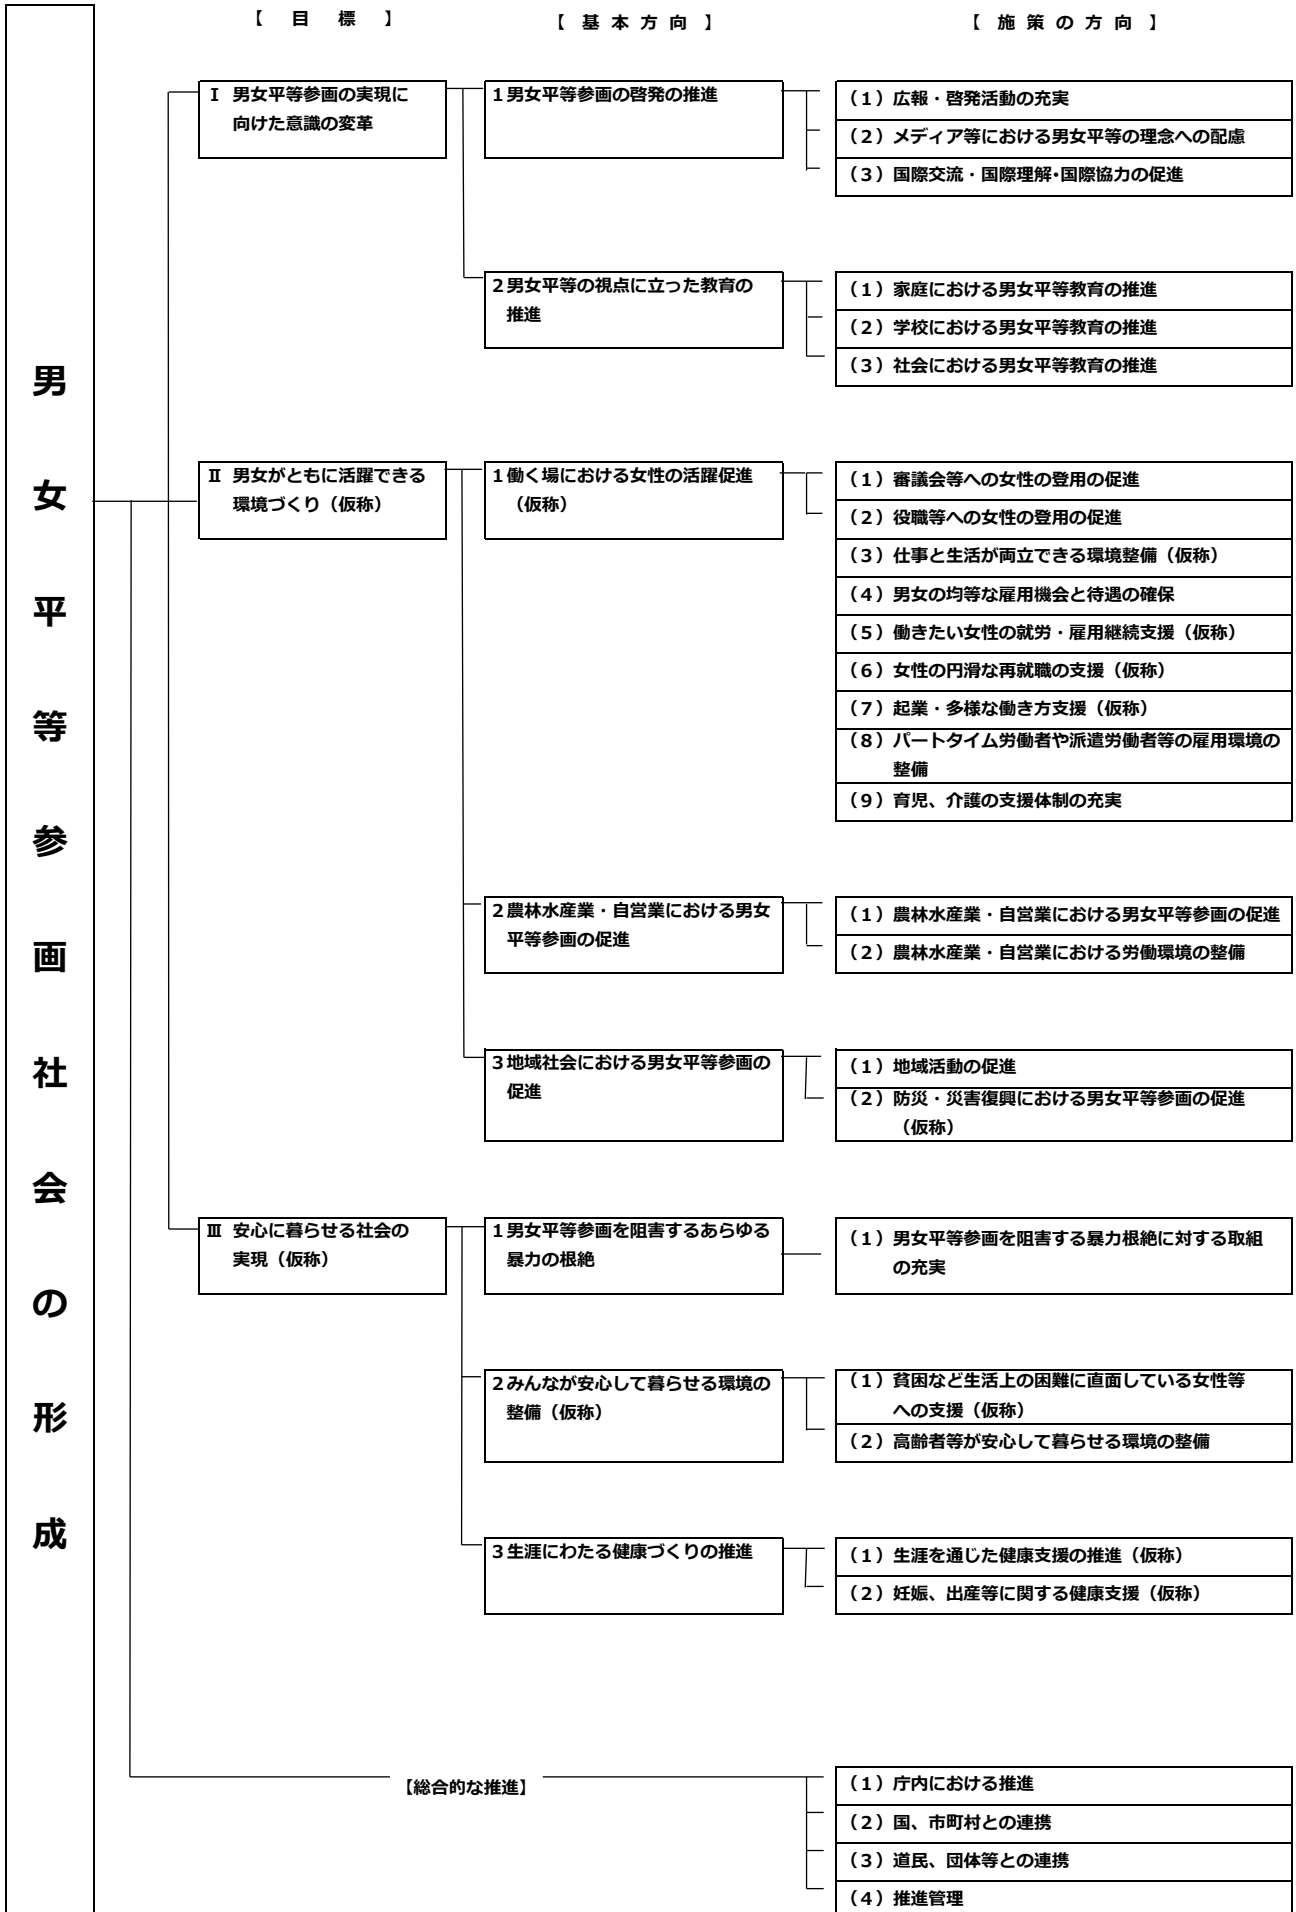 【　目　標　】
【 基 本 方 向 】
【 施 策 の 方 向 】
男女平等参画社会の形成
Ⅰ 男女平等参画の実現に
向けた意識の変革
１男女平等参画の啓発の推進
（１）広報・啓発活動の充実
（２）メディア等における男女平等の理念への配慮
（３）国際交流・国際理解･国際協力の促進
２男女平等の視点に立った教育の
推進
（１）家庭における男女平等教育の推進
（２）学校における男女平等教育の推進
（３）社会における男女平等教育の推進
Ⅱ 男女がともに活躍できる
環境づくり（仮称）
１働く場における女性の活躍促進
（仮称）
（１）審議会等への女性の登用の促進
（２）役職等への女性の登用の促進
（３）仕事と生活が両立できる環境整備（仮称）
（４）男女の均等な雇用機会と待遇の確保
（５）働きたい女性の就労・雇用継続支援（仮称）
（６）女性の円滑な再就職の支援（仮称）
（７）起業・多様な働き方支援（仮称）
（８）パートタイム労働者や派遣労働者等の雇用環境の
整備
（９）育児、介護の支援体制の充実
２農林水産業・自営業における男女
平等参画の促進
（１）農林水産業・自営業における男女平等参画の促進
（２）農林水産業・自営業における労働環境の整備
３地域社会における男女平等参画の
促進
（１）地域活動の促進
（２）防災・災害復興における男女平等参画の促進
（仮称）
Ⅲ 安心に暮らせる社会の
実現（仮称）
１男女平等参画を阻害するあらゆる
暴力の根絶
（１）男女平等参画を阻害する暴力根絶に対する取組
の充実
２みんなが安心して暮らせる環境の
整備（仮称）
（１）貧困など生活上の困難に直面している女性等
への支援（仮称）
（２）高齢者等が安心して暮らせる環境の整備
３生涯にわたる健康づくりの推進
（１）生涯を通じた健康支援の推進（仮称）
（２）妊娠、出産等に関する健康支援（仮称）
【総合的な推進】
（１）庁内における推進
（２）国、市町村との連携
（３）道民、団体等との連携
（４）推進管理